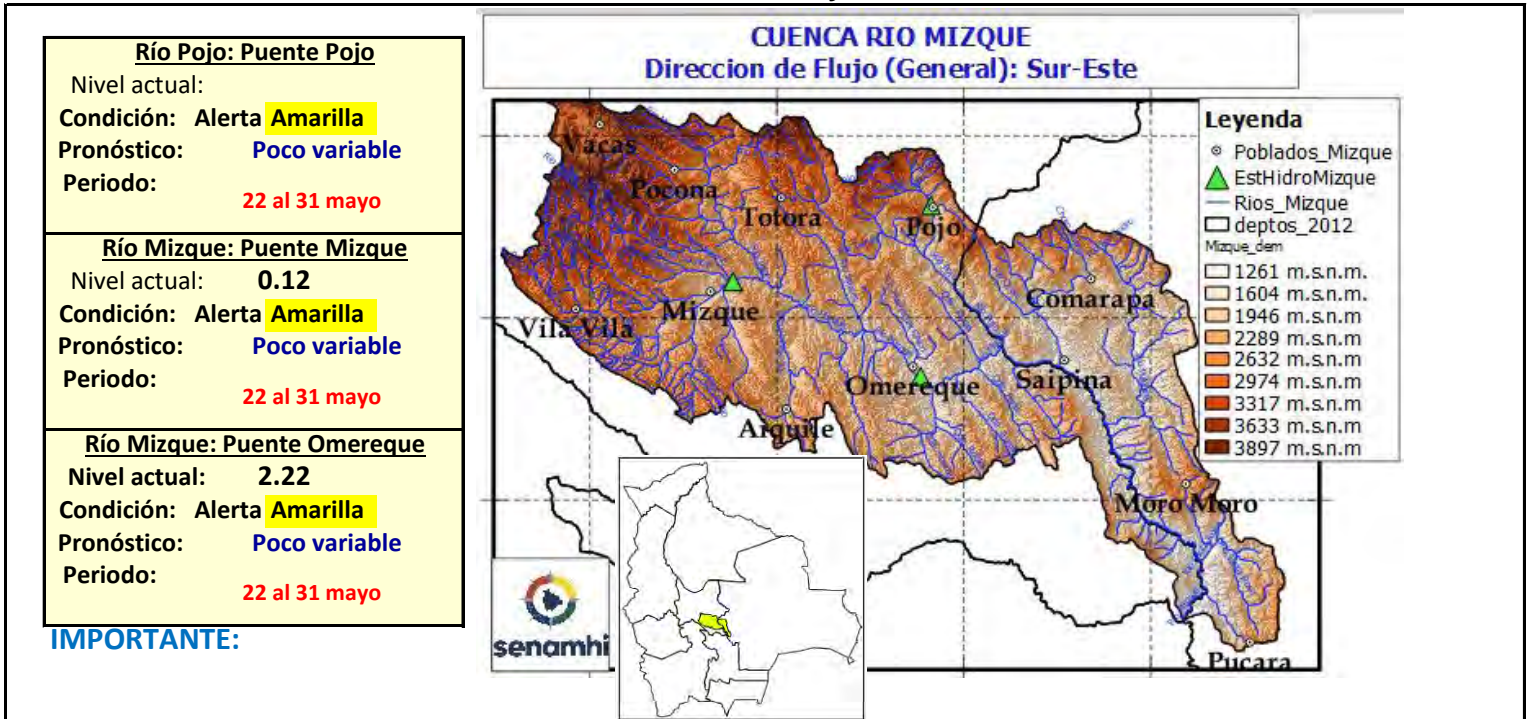 Río Pojo: Puente Pojo
Nivel actual:
Condición: Alerta Amarilla
Pronóstico: Poco variable
Periodo:
22 al 31 mayo
Río Mizque: Puente Mizque
Nivel actual: 0.12
Condición: Alerta Amarilla
Pronóstico: Poco variable
Periodo:
22 al 31 mayo
Río Mizque: Puente Omereque
Nivel actual: 2.22
Condición: Alerta Amarilla
Pronóstico: Poco variable
Periodo:
22 al 31 mayo
IMPORTANTE:
CUENCA RIO MIZQUE
Direccion de Flujo (General): Sur-Este
Vacas
Pocona
Totora
Pojo
Mizque
Vila Vila
Comarapa
Omereque
Saipina
Aiquile
Moro Moro
Pucara
Leyenda
Poblados_Mizque
EstHidroMizque
Rios_Mizque
deptos_2012
Mizque_dem
1261 m.s.n.m.
1604 m.s.n.m.
1946 m.s.n.m
2289 m.s.n.m
2632 m.s.n.m
2974 m.s.n.m
3317 m.s.n.m
3633 m.s.n.m
3897 m.s.n.m
senamhi